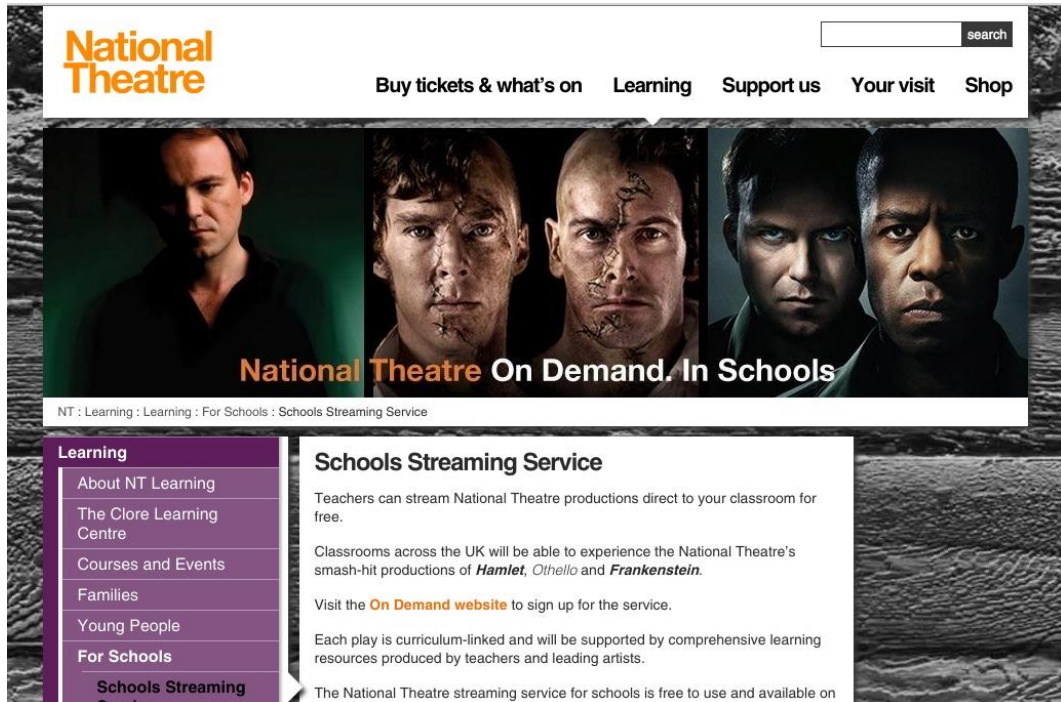 National
Theatre
search
Buy tickets & what's on
Learning
Support us
Your visit
Shop
National Theatre On Demand. In Schools
NT : Learning : Learning : For Schools : Schools Streaming Service
Learning
About NT Learning
The Clore Learning
Centre
Courses and Events
Families
Young People
For Schools
Schools Streaming
Schools Streaming Service
Teachers can stream National Theatre productions direct to your classroom for
free.
Classrooms across the UK will be able to experience the National Theatre's
smash-hit productions of Hamlet, Othello and Frankenstein.
Visit the On Demand website to sign up for the service.
Each play is curriculum-linked and will be supported by comprehensive learning
resources produced by teachers and leading artists.
The National Theatre streaming service for schools is free to use and available on